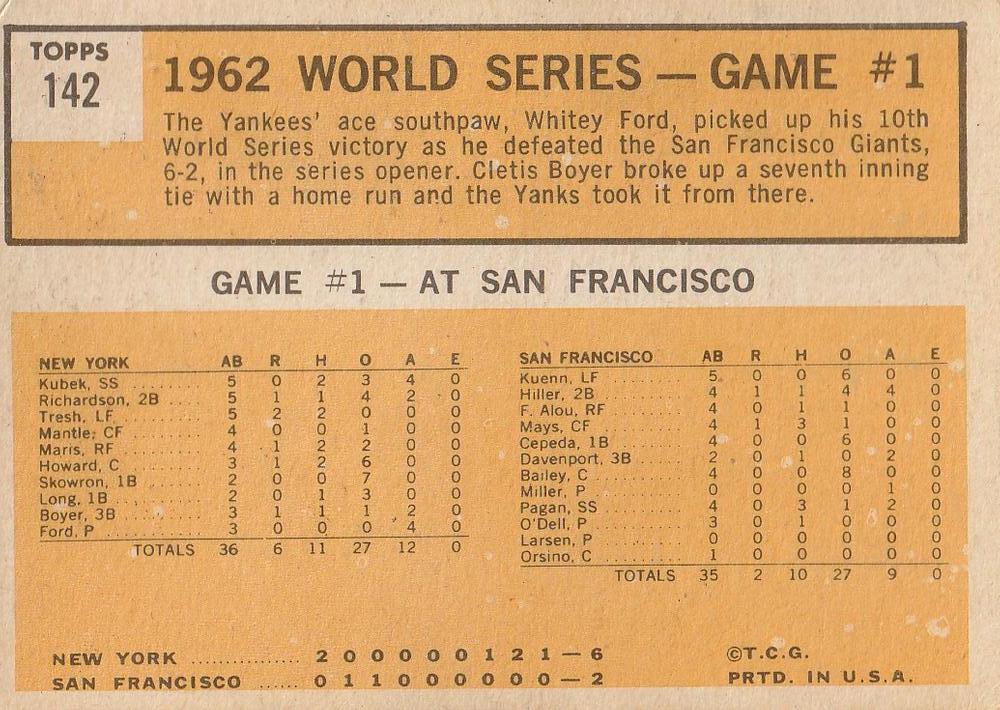 TOPPS
142
1962 WORLD SERIES — GAME #1
The Yankees' ace southpaw, Whitey Ford, picked up his 10th
World Series victory as he defeated the San Francisco Giants,
6-2, in the series opener. Cletis Boyer broke up a seventh inning
tie with a home run and the Yanks took it from there.
GAME #1 — AT SAN FRANCISCO
NEW YORK AB R H O A E
Kubek, SS ........ 5 0 2 3 4 0
Richardson, 2B .... 5 1 1 4 2 0
Tresh, LF ........ 5 2 2 0 0 0
Mantle, CF ....... 4 0 0 1 0 0
Maris, RF ........ 4 1 2 2 0 0
Howard, C ........ 3 1 2 6 0 0
Skowron, 1B ...... 2 0 0 7 0 0
Long, 1B ......... 2 0 1 3 0 0
Boyer, 3B ........ 3 1 1 1 2 0
Ford, P .......... 3 0 0 0 4 0
TOTALS 36 6 11 27 12 0
SAN FRANCISCO AB R H O A E
Kuenn, LF ........ 5 0 0 6 0 0
Hiller, 2B ....... 4 1 1 4 4 0
F. Alou, RF ...... 4 0 1 1 0 0
Mays, CF ......... 4 1 3 1 0 0
Cepeda, 1B ....... 4 0 0 6 0 0
Davenport, 3B .... 2 0 1 0 2 0
Bailey, C ........ 4 0 0 8 0 0
Miller, P ........ 0 0 0 0 1 0
Pagan, SS ........ 4 0 3 1 2 0
O'Dell, P ........ 3 0 1 0 0 0
Larsen, P ........ 0 0 0 0 0 0
Orsino, C ........ 1 0 0 0 0 0
TOTALS 35 2 10 27 9 0
NEW YORK .............. 2 0 0 0 0 0 1 2 1 — 6
SAN FRANCISCO ...... 0 1 1 0 0 0 0 0 0 — 2
©T.C.G.
PRTD. IN U.S.A.